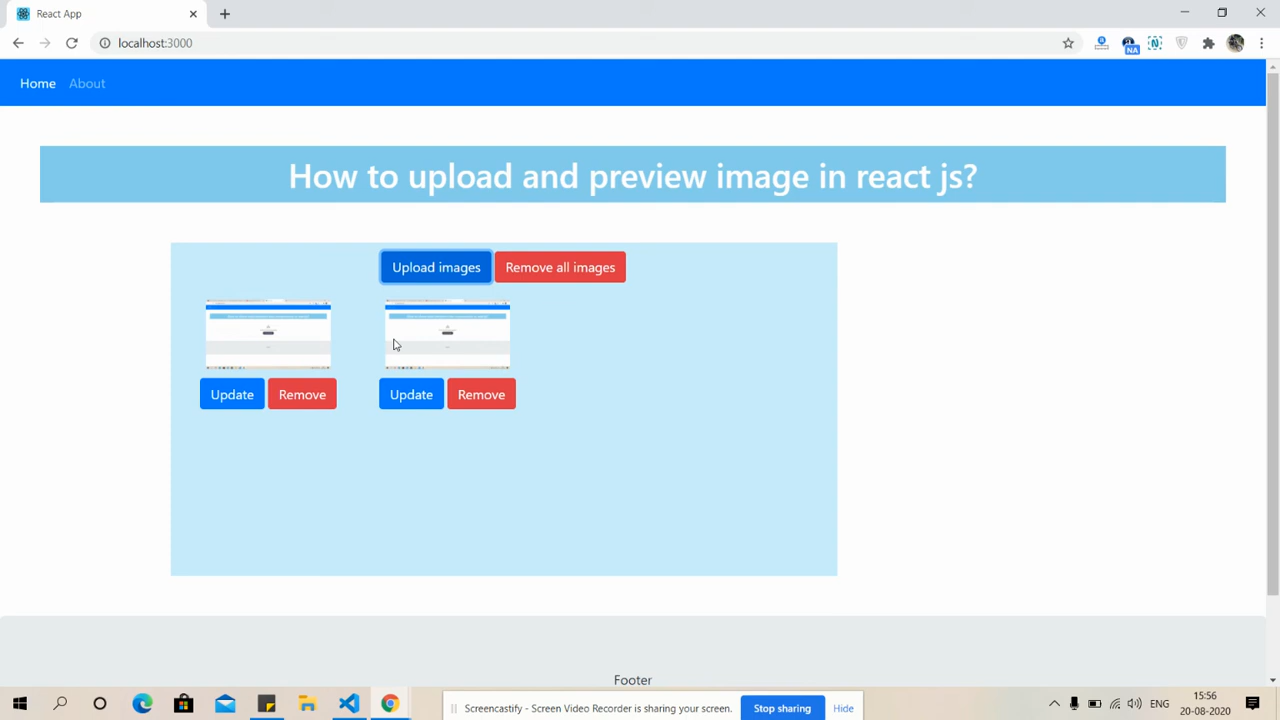 React App
localhost:3000
NA
Home About
How to upload and preview image in react js?
Upload images Remove all images
Update Remove Update Remove
Footer
Screencastify - Screen Video Recorder is sharing your screen. Stop sharing Hide
ENG
15:56
20-08-2020